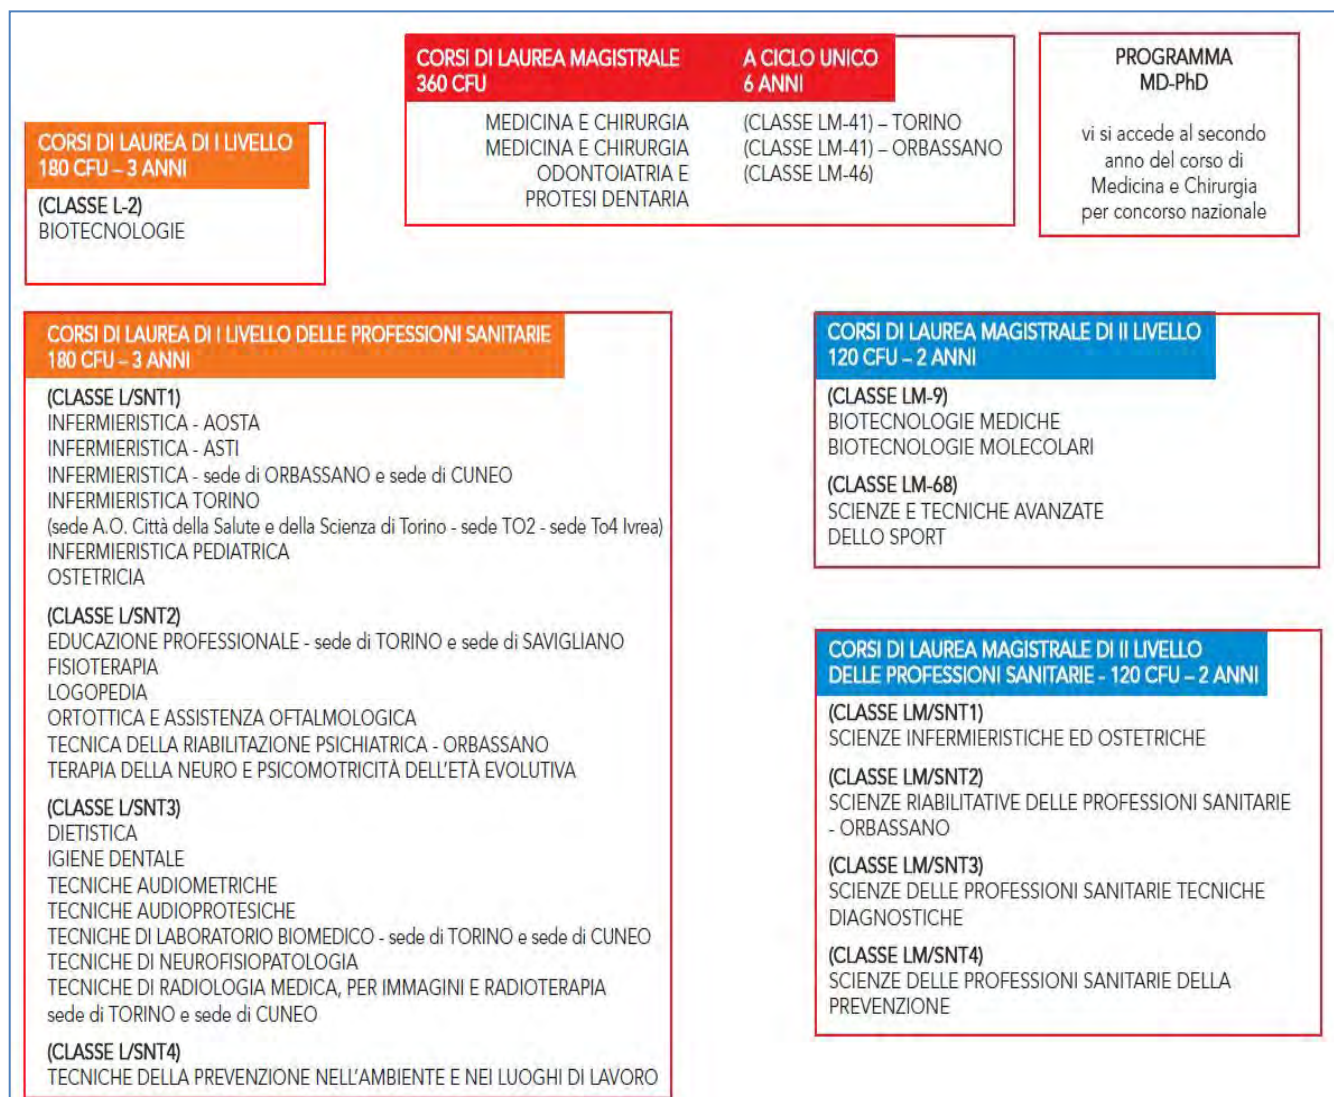 CORSI DI LAUREA MAGISTRALE A CICLO UNICO
360 CFU 6 ANNI
MEDICINA E CHIRURGIA (CLASSE LM-41) – TORINO
MEDICINA E CHIRURGIA (CLASSE LM-41) – ORBASSANO
ODONTOIATRIA E (CLASSE LM-46)
PROTESI DENTARIA
PROGRAMMA
MD-PhD
vi si accede al secondo
anno del corso di
Medicina e Chirurgia
per concorso nazionale
CORSI DI LAUREA DI I LIVELLO
180 CFU – 3 ANNI
(CLASSE L-2)
BIOTECNOLOGIE
CORSI DI LAUREA DI I LIVELLO DELLE PROFESSIONI SANITARIE
180 CFU – 3 ANNI
(CLASSE L/SNT1)
INFERMIERISTICA - AOSTA
INFERMIERISTICA - ASTI
INFERMIERISTICA - sede di ORBASSANO e sede di CUNEO
INFERMIERISTICA TORINO
(sede A.O. Città della Salute e della Scienza di Torino - sede TO2 - sede To4 Ivrea)
INFERMIERISTICA PEDIATRICA
OSTETRICIA
(CLASSE L/SNT2)
EDUCAZIONE PROFESSIONALE - sede di TORINO e sede di SAVIGLIANO
FISIOTERAPIA
LOGOPEDIA
ORTOTTICA E ASSISTENZA OFTALMOLOGICA
TECNICA DELLA RIABILITAZIONE PSICHIATRICA - ORBASSANO
TERAPIA DELLA NEURO E PSICOMOTRICITÀ DELL'ETÀ EVOLUTIVA
(CLASSE L/SNT3)
DIETISTICA
IGIENE DENTALE
TECNICHE AUDIOMETRICHE
TECNICHE AUDIOPROTESICHE
TECNICHE DI LABORATORIO BIOMEDICO - sede di TORINO e sede di CUNEO
TECNICHE DI NEUROFISIOPATOLOGIA
TECNICHE DI RADIOLOGIA MEDICA, PER IMMAGINI E RADIOTERAPIA
sede di TORINO e sede di CUNEO
(CLASSE L/SNT4)
TECNICHE DELLA PREVENZIONE NELL'AMBIENTE E NEI LUOGHI DI LAVORO
CORSI DI LAUREA MAGISTRALE DI II LIVELLO
120 CFU – 2 ANNI
(CLASSE LM-9)
BIOTECNOLOGIE MEDICHE
BIOTECNOLOGIE MOLECOLARI
(CLASSE LM-68)
SCIENZE E TECNICHE AVANZATE
DELLO SPORT
CORSI DI LAUREA MAGISTRALE DI II LIVELLO
DELLE PROFESSIONI SANITARIE - 120 CFU – 2 ANNI
(CLASSE LM/SNT1)
SCIENZE INFERMIERISTICHE ED OSTETRICHE
(CLASSE LM/SNT2)
SCIENZE RIABILITATIVE DELLE PROFESSIONI SANITARIE
- ORBASSANO
(CLASSE LM/SNT3)
SCIENZE DELLE PROFESSIONI SANITARIE TECNICHE
DIAGNOSTICHE
(CLASSE LM/SNT4)
SCIENZE DELLE PROFESSIONI SANITARIE DELLA
PREVENZIONE